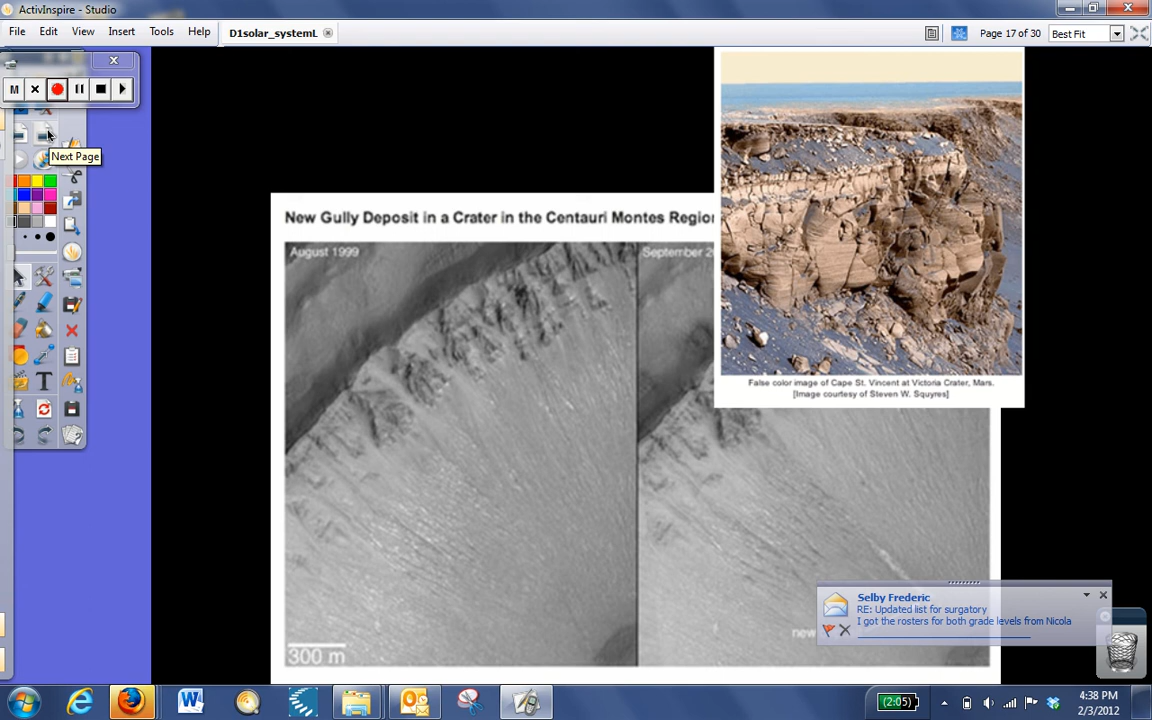 ActivInspire - Studio
File Edit View Insert Tools Help
D1solar_systemL
Page 17 of 30
Best Fit
M
Next Page
New Gully Deposit in a Crater in the Centauri Montes Region
August 1999
September 2
300 m
new
False color image of Cape St. Vincent at Victoria Crater, Mars.
[Image courtesy of Steven W. Squyres]
Selby Frederic
RE: Updated list for surgatory
I got the rosters for both grade levels from Nicola
T
W
(2:05)
4:38 PM
2/3/2012